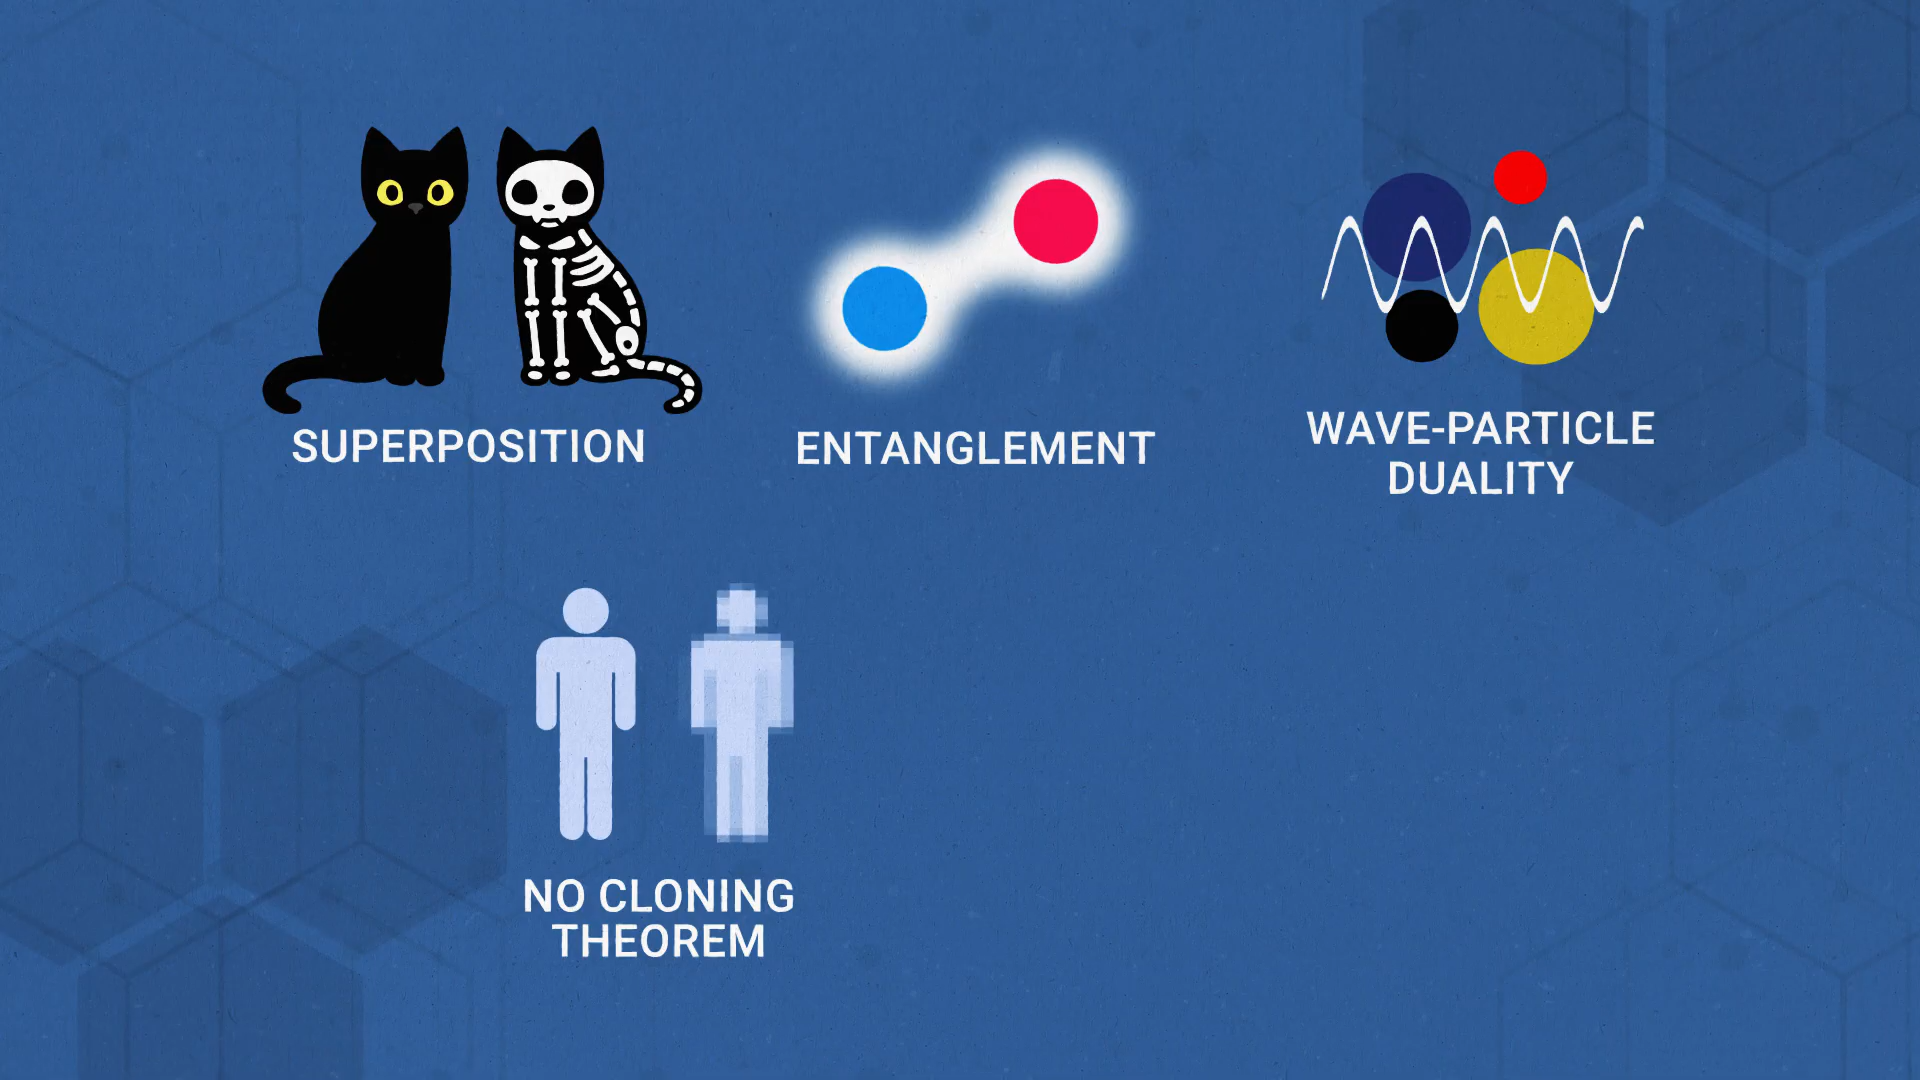 SUPERPOSITION
ENTANGLEMENT
WAVE-PARTICLE
DUALITY
NO CLONING
THEOREM